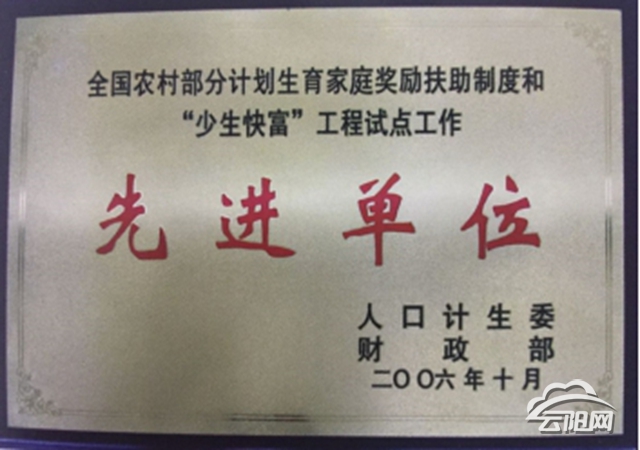 全国农村部分计划生育家庭奖励扶助制度和
“少生快富”工程试点工作
先进单位
人口计生委
财政部
二〇〇六年十月
云阳网